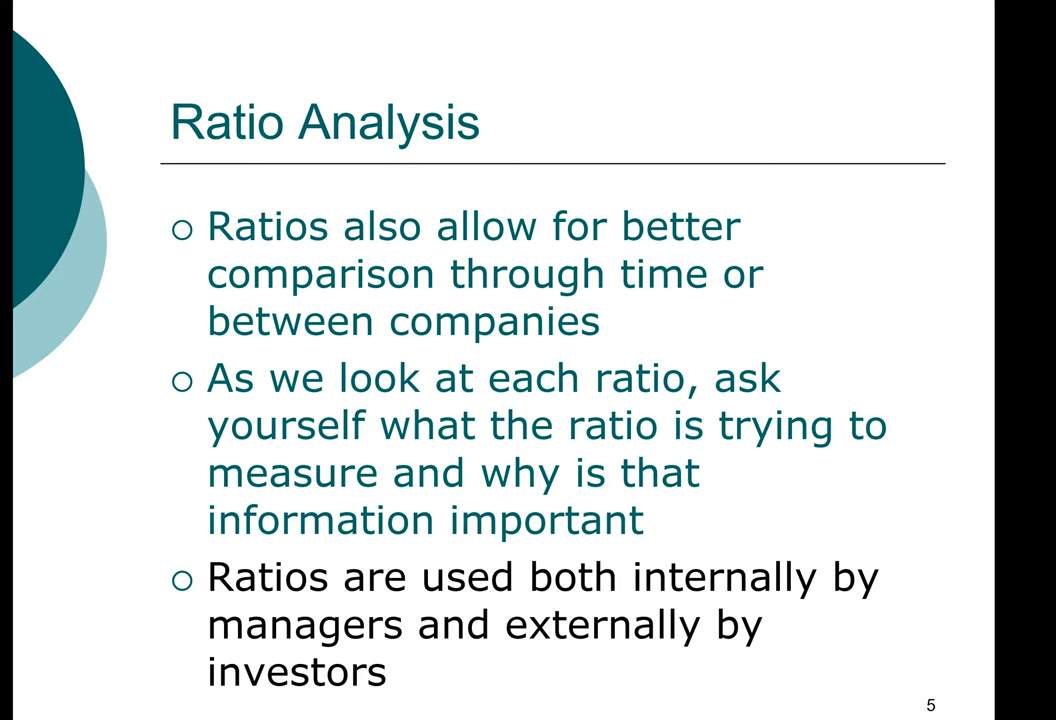 Ratio Analysis
Ratios also allow for better
comparison through time or
between companies
As we look at each ratio, ask
yourself what the ratio is trying to
measure and why is that
information important
Ratios are used both internally by
managers and externally by
investors
5